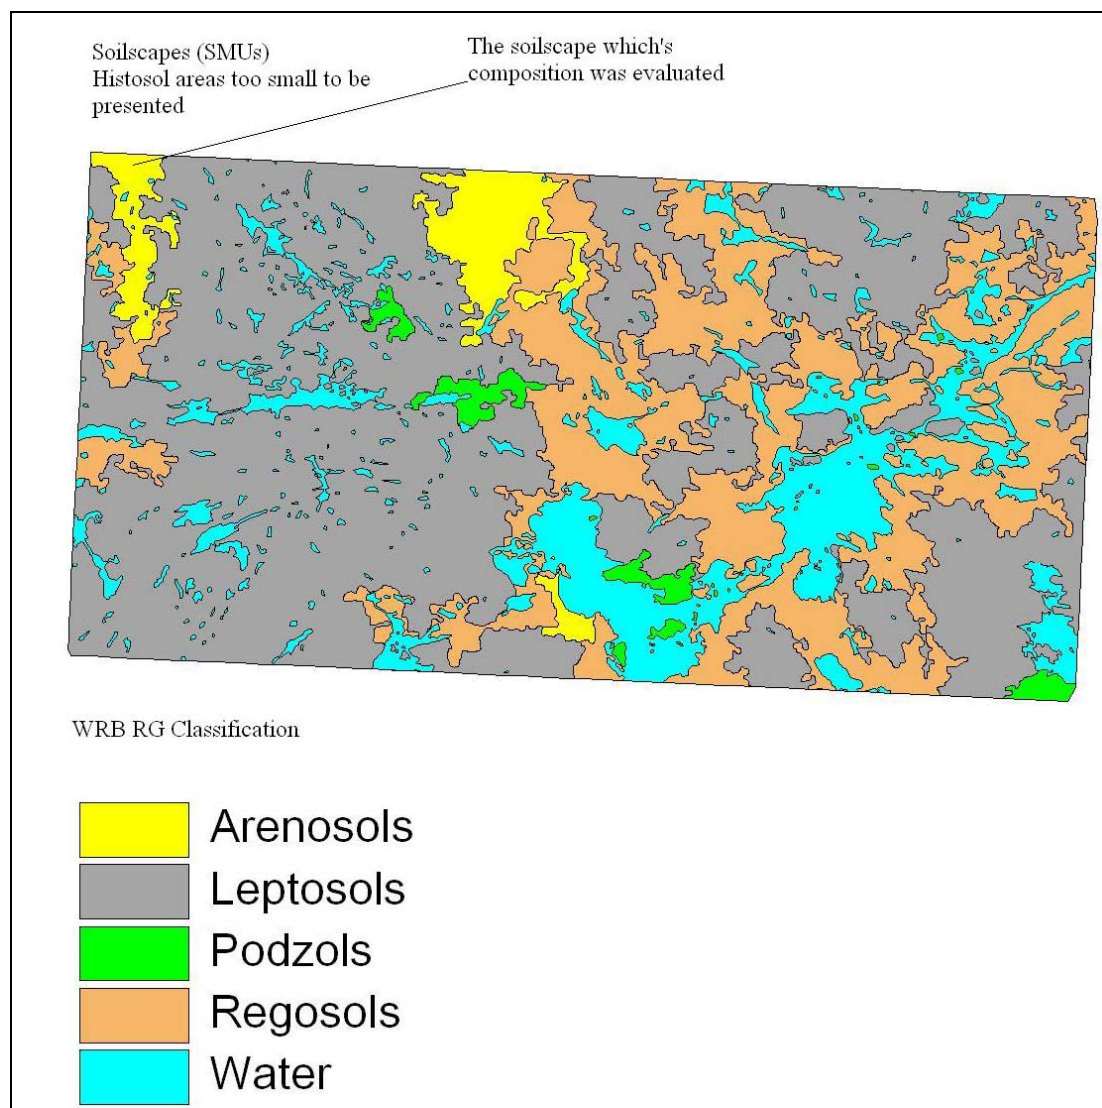 Soilscapes (SMUs)
Histosol areas too small to be
presented
The soilscape which's
composition was evaluated
WRB RG Classification
Arenosols
Leptosols
Podzols
Regosols
Water